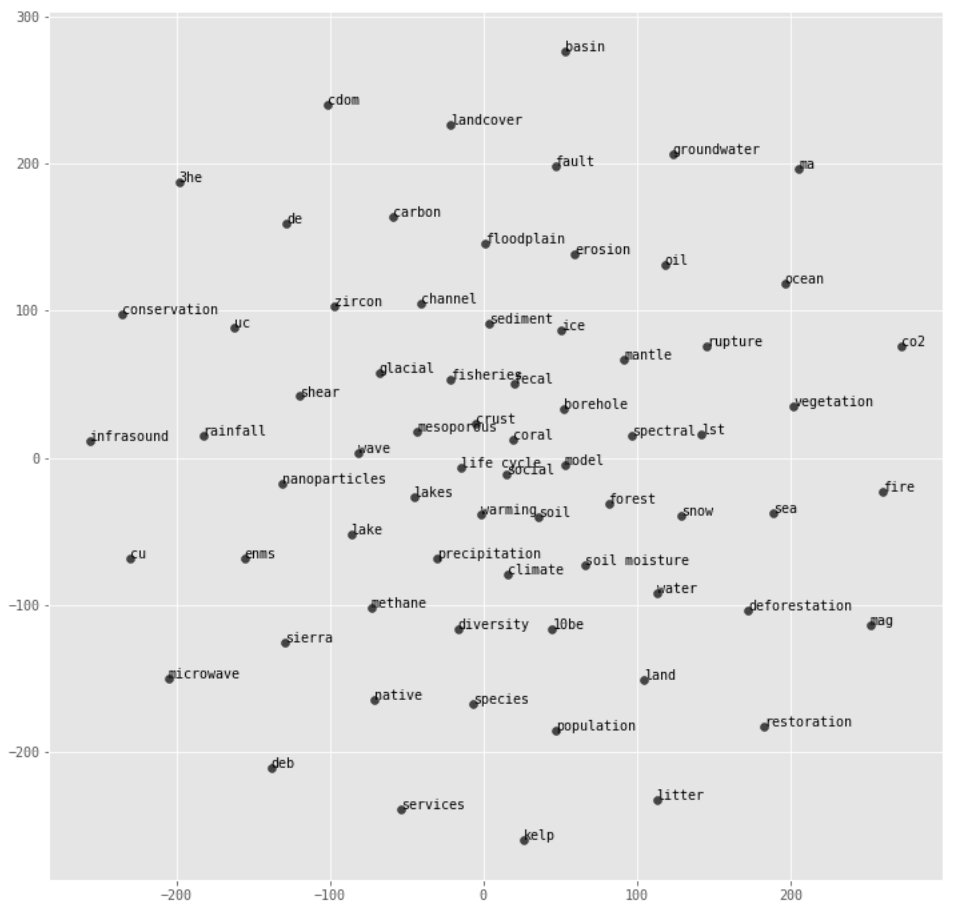 300
basin
cdom
landcover
groundwater
fault
ma
200
3he
de
carbon
floodplain
erosion
oil
ocean
zircon
channel
100
conservation
uc
sediment
ice
rupture
co2
mantle
glacial
fisheries
fecal
shear
borehole
vegetation
crust
mesoporous
infrasound
rainfall
coral
spectral
lst
0
wave
life cycle
social
model
nanoparticles
lakes
forest
fire
warming
soil
snow
sea
lake
cu
enms
precipitation
climate
soil moisture
water
-100
methane
deforestation
diversity
10be
mag
sierra
microwave
land
native
species
population
restoration
-200
deb
services
litter
kelp
-200 -100 0 100 200